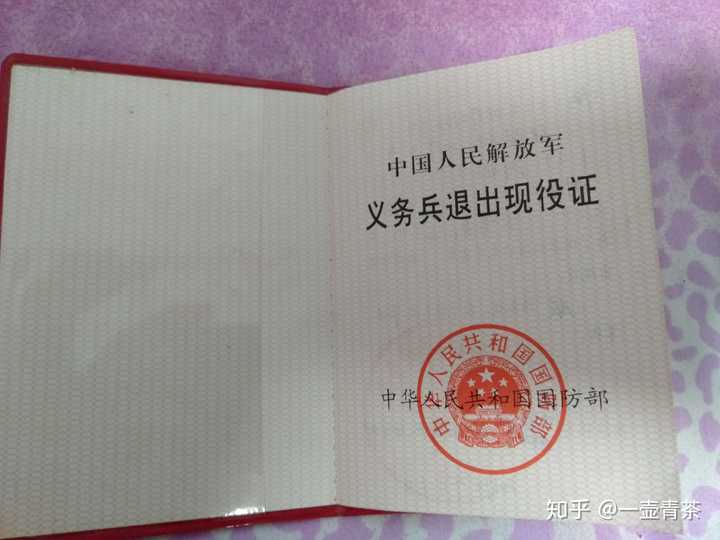 中国人民解放军
义务兵退出现役证
中华人民共和国国防部
中华人民共和国国防部
知乎 @一壶青茶